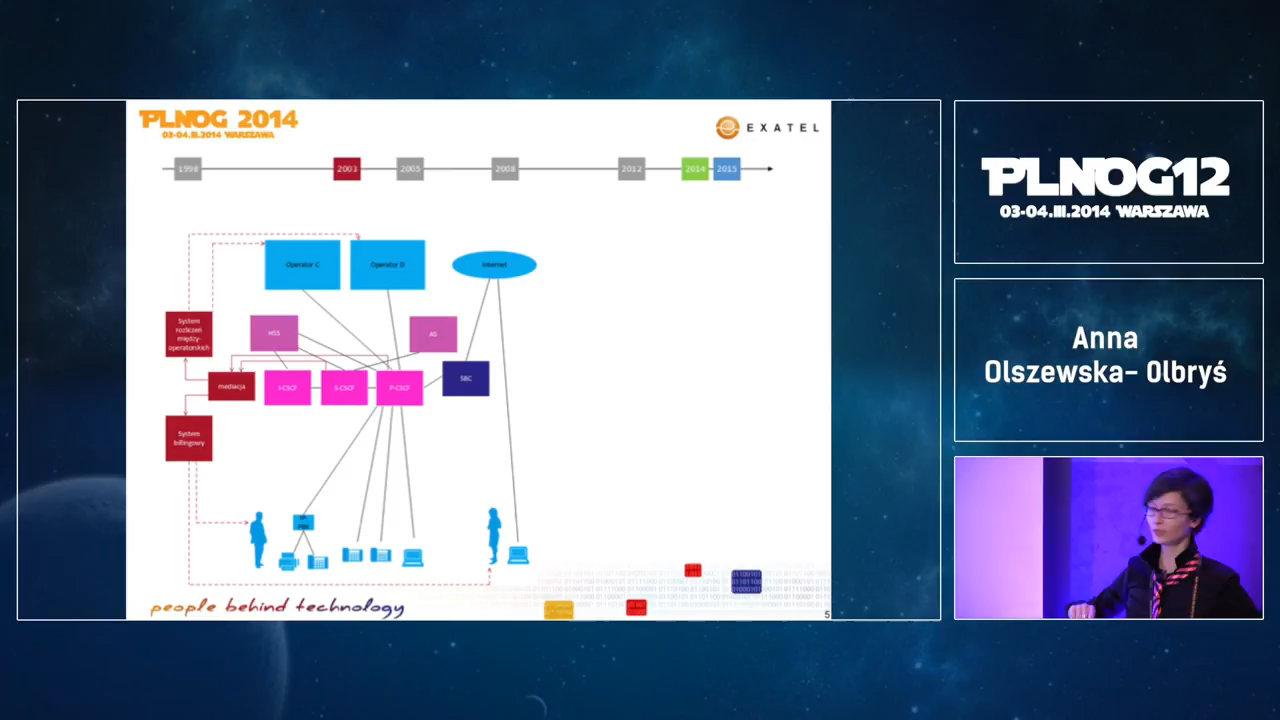 PLNOG 2014
03-04.III.2014 WARSZAWA
EXATEL
1998
2003
2005
2008
2012
2014
2015
Operator C
Operator D
Internet
System
rozliczeń
między-
operatorskich
HSS
AS
mediacja
I-CSCF
S-CSCF
P-CSCF
SBC
System
billingowy
people behind technology
5
PLNOG12
03-04.III.2014 WARSZAWA
Anna
Olszewska- Olbryś